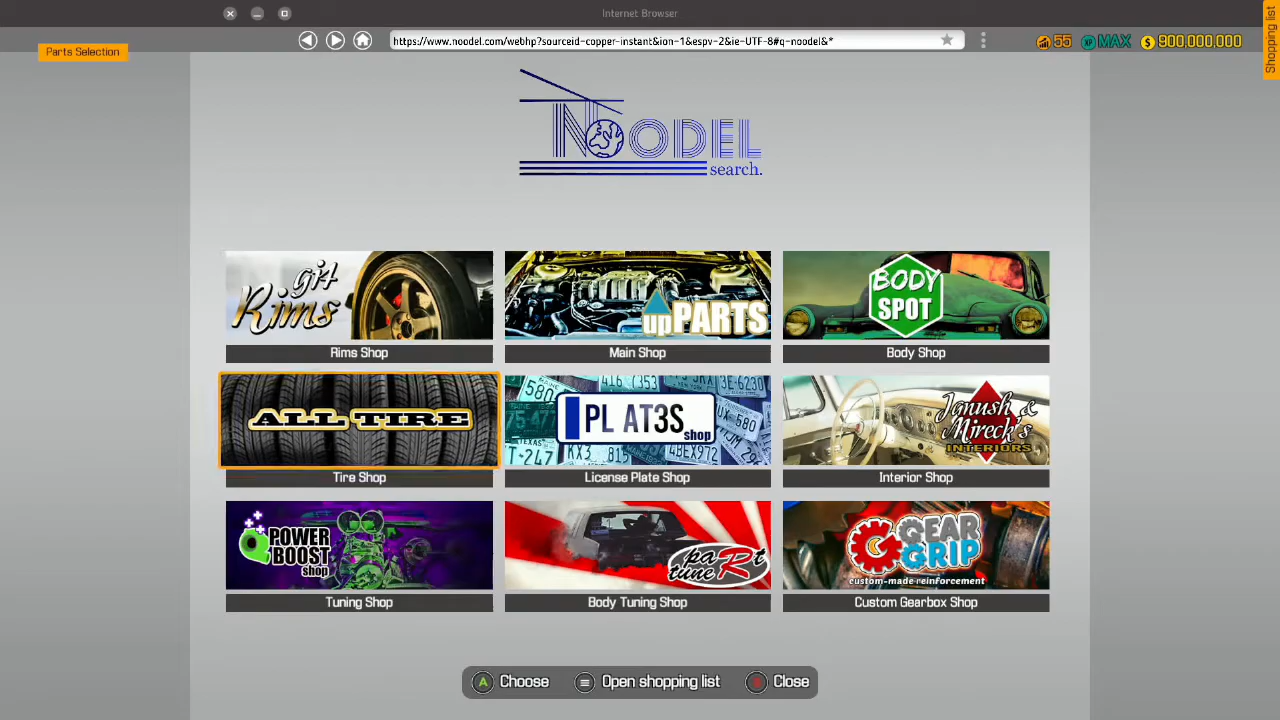 Internet Browser
Parts Selection
https://www.noodel.com/webhp?sourceid-copper-instant&ion-1&espv-2&ie-UTF-8#q-noodel&*
55 XP MAX $ 900,000,000
Shopping list
NOODEL
search.
git Rims
upPARTS
BODY SPOT
Rims Shop
Main Shop
Body Shop
ALL TIRE
PL AT3S shop
Janush & Mireck's INTERIORS
Tire Shop
License Plate Shop
Interior Shop
POWER BOOST shop
paRt tuneR
GEAR GRIP
custom-made reinforcement
Tuning Shop
Body Tuning Shop
Custom Gearbox Shop
A Choose
Open shopping list
Close